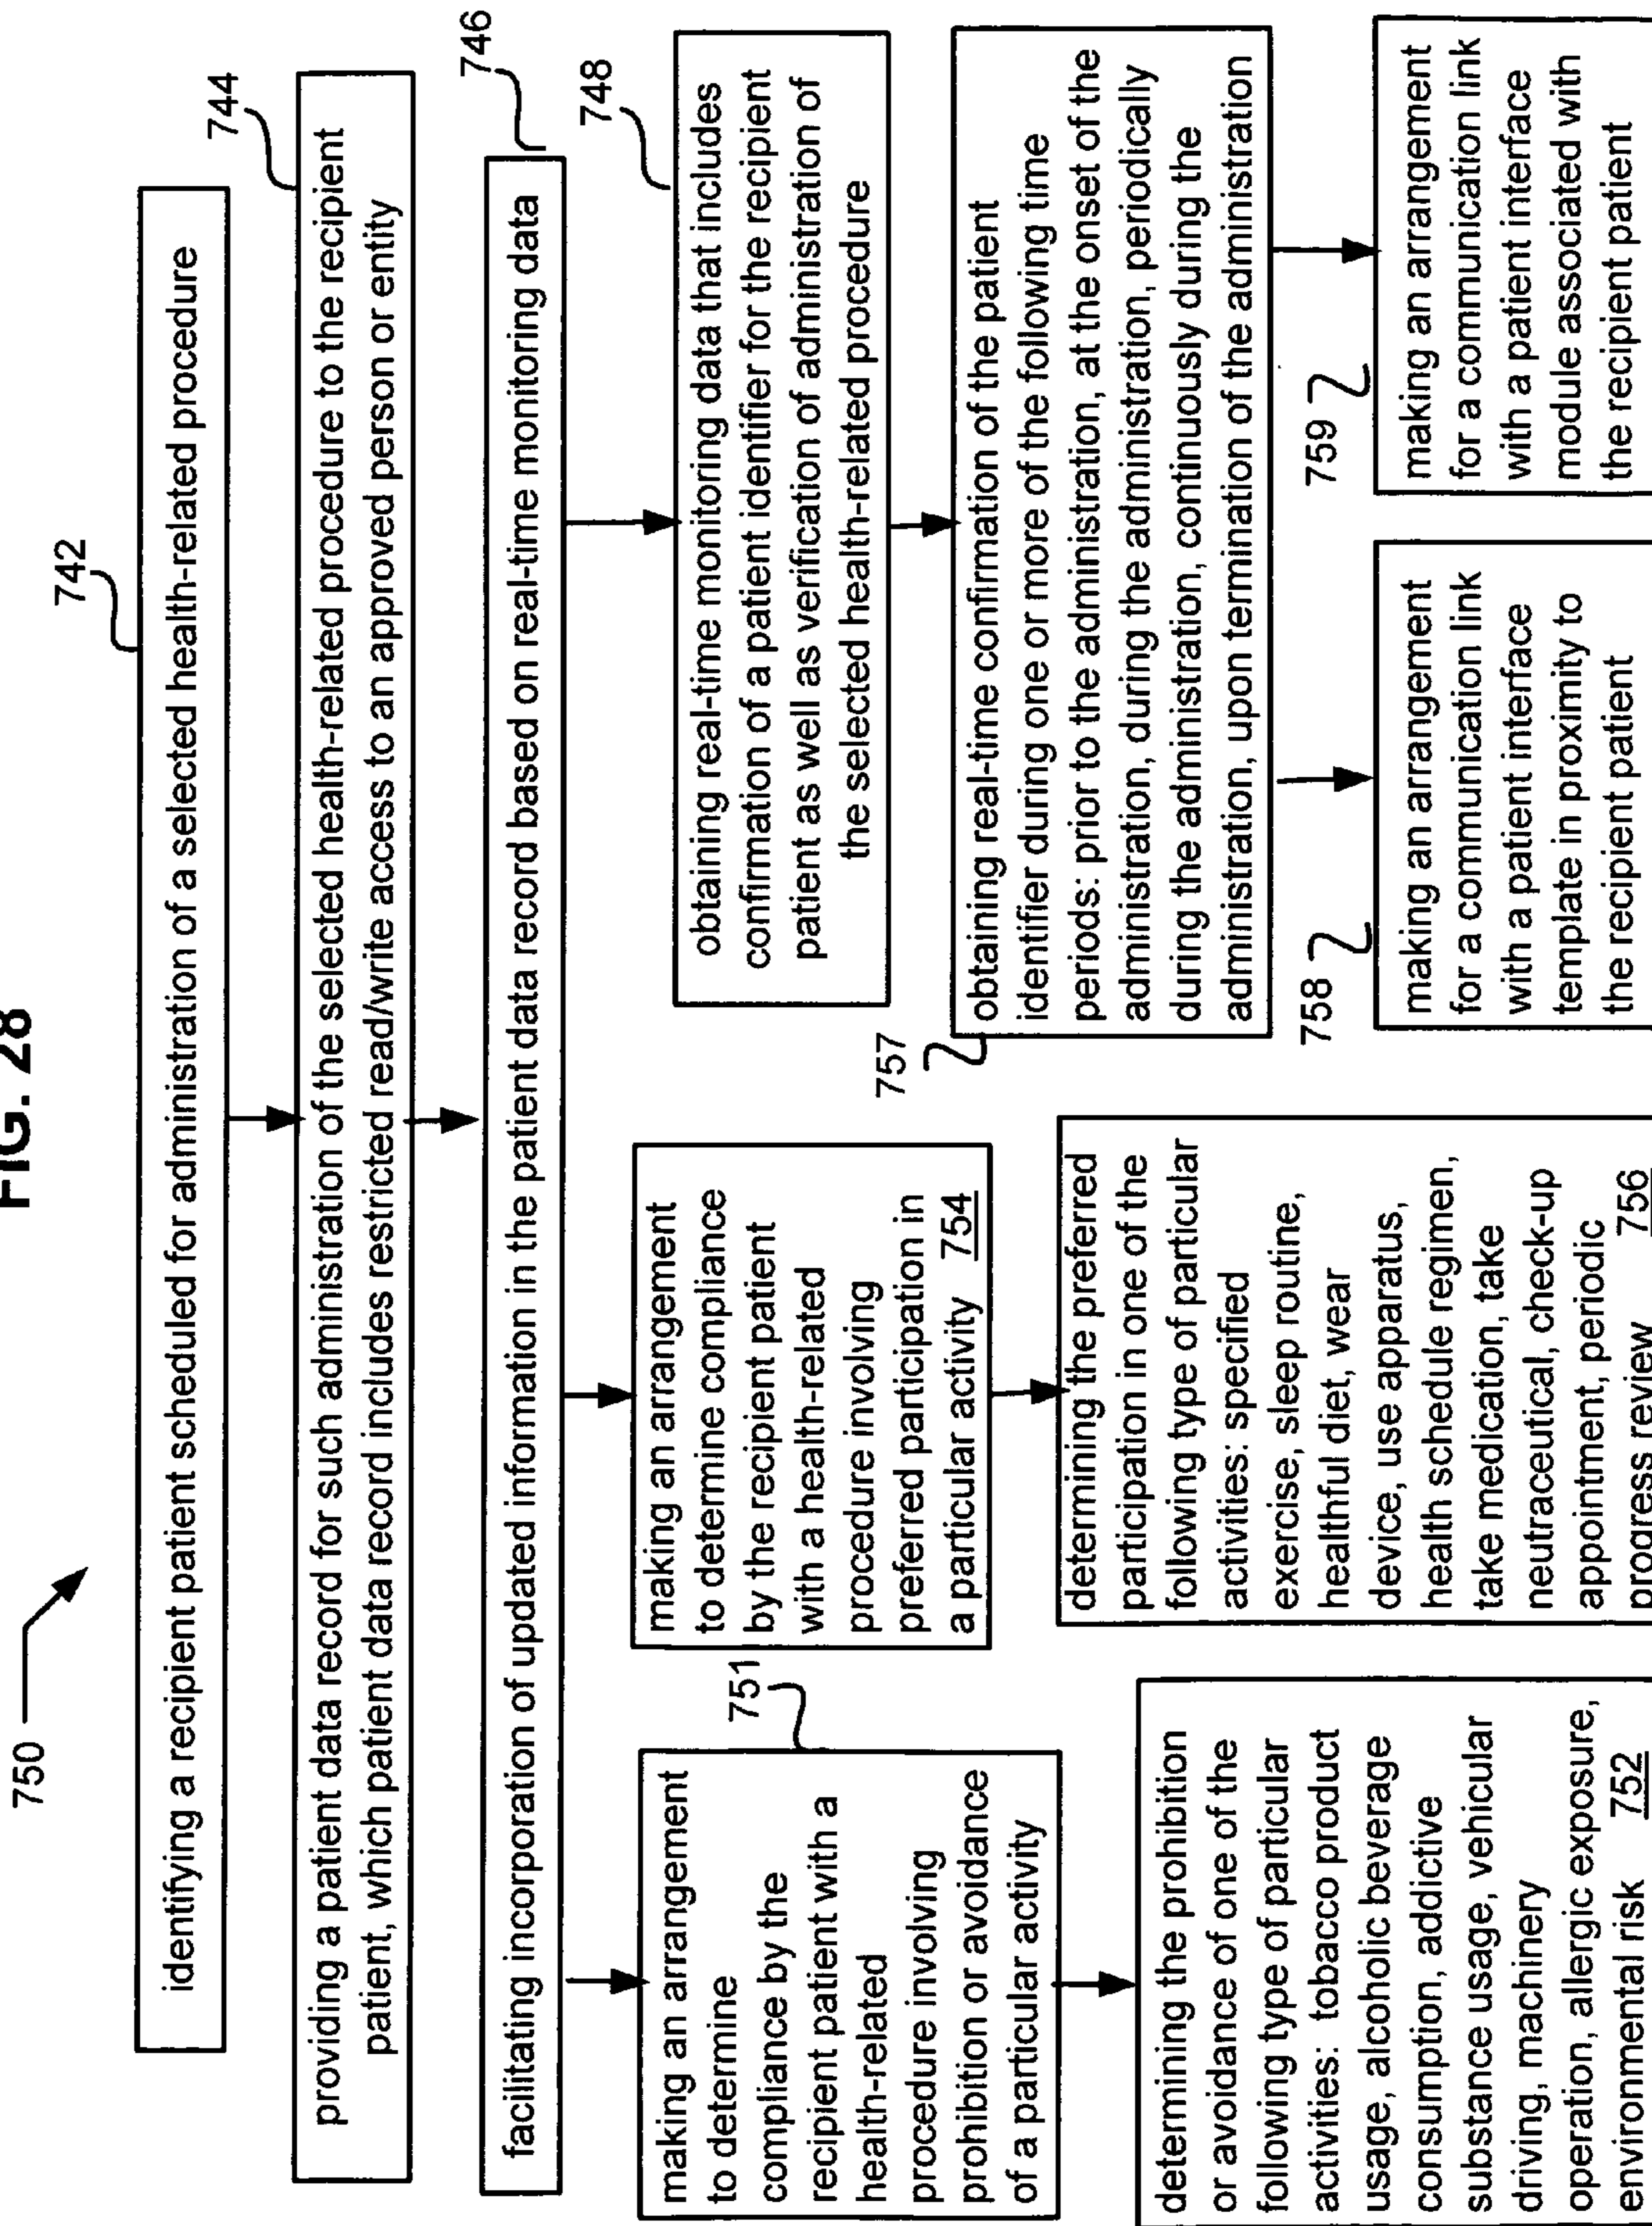 FIG. 28
750
742
identifying a recipient patient scheduled for administration of a selected health-related procedure
744
providing a patient data record for such administration of the selected health-related procedure to the recipient
patient, which patient data record includes restricted read/write access to an approved person or entity
746
facilitating incorporation of updated information in the patient data record based on real-time monitoring data
751
making an arrangement
to determine
compliance by the
recipient patient with a
health-related
procedure involving
prohibition or avoidance
of a particular activity
determining the prohibition
or avoidance of one of the
following type of particular
activities: tobacco product
usage, alcoholic beverage
consumption, addictive
substance usage, vehicular
driving, machinery
operation, allergic exposure,
environmental risk 752
making an arrangement
to determine compliance
by the recipient patient
with a health-related
procedure involving
preferred participation in
a particular activity 754
determining the preferred
participation in one of the
following type of particular
activities: specified
exercise, sleep routine,
healthful diet, wear
device, use apparatus,
health schedule regimen,
take medication, take
neutraceutical, check-up
appointment, periodic
progress review 756
748
obtaining real-time monitoring data that includes
confirmation of a patient identifier for the recipient
patient as well as verification of administration of
the selected health-related procedure
757
obtaining real-time confirmation of the patient
identifier during one or more of the following time
periods: prior to the administration, at the onset of the
administration, during the administration, periodically
during the administration, continuously during the
administration, upon termination of the administration
758
making an arrangement
for a communication link
with a patient interface
template in proximity to
the recipient patient
759
making an arrangement
for a communication link
with a patient interface
module associated with
the recipient patient